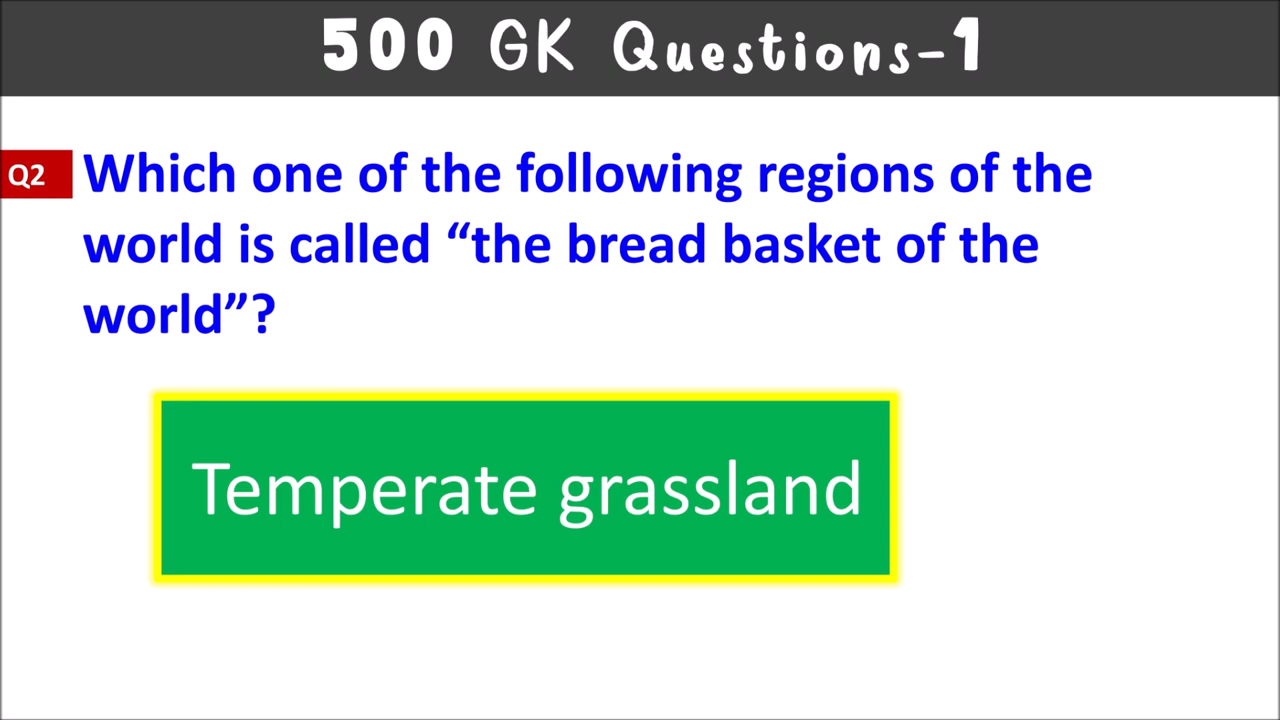 500 GK Questions-1
Q2
Which one of the following regions of the
world is called “the bread basket of the
world”?
Temperate grassland